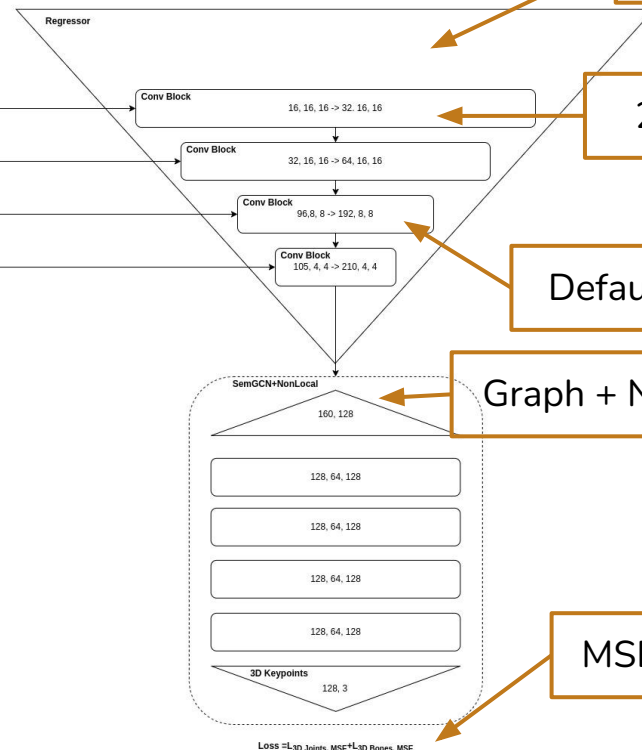 Regressor
Conv Block
16, 16, 16 -> 32. 16, 16
2
Conv Block
32, 16, 16 -> 64, 16, 16
Conv Block
96,8, 8 -> 192, 8, 8
Conv Block
105, 4, 4 -> 210, 4, 4
Defau
SemGCN+NonLocal
Graph + N
160, 128
128, 64, 128
128, 64, 128
128, 64, 128
128, 64, 128
MSE
3D Keypoints
128, 3
Loss =L3D Joints, MSE+L3D Bones, MSE